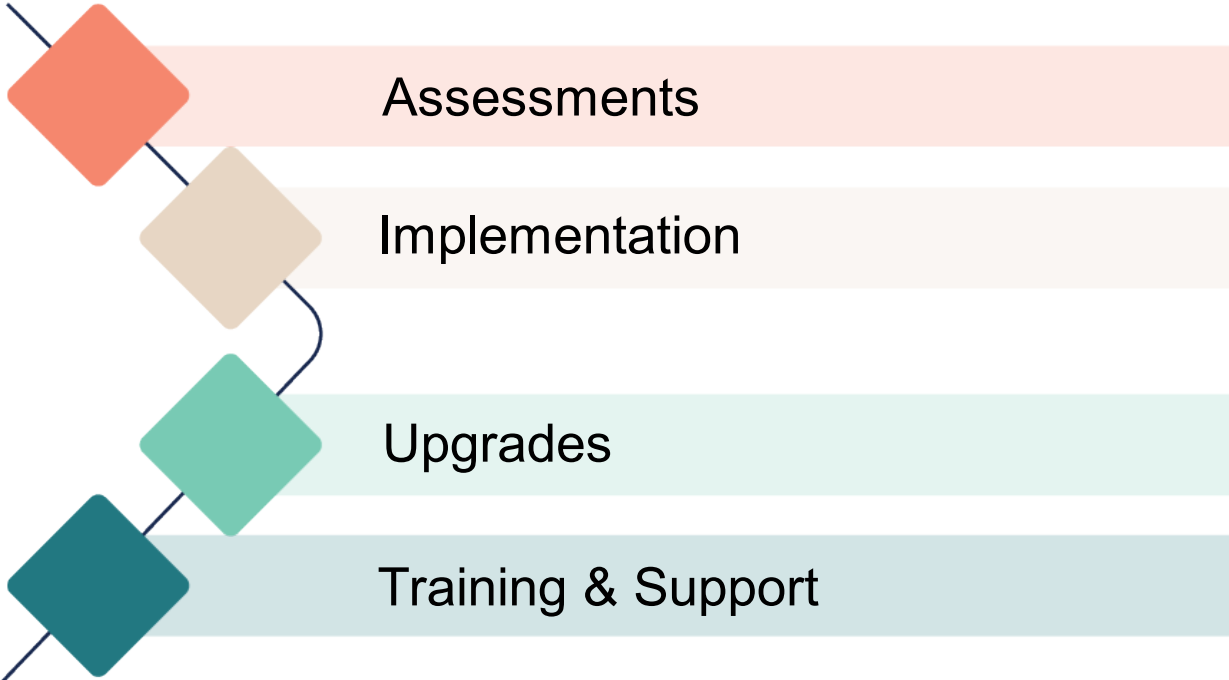 Assessments
Implementation
Upgrades
Training & Support